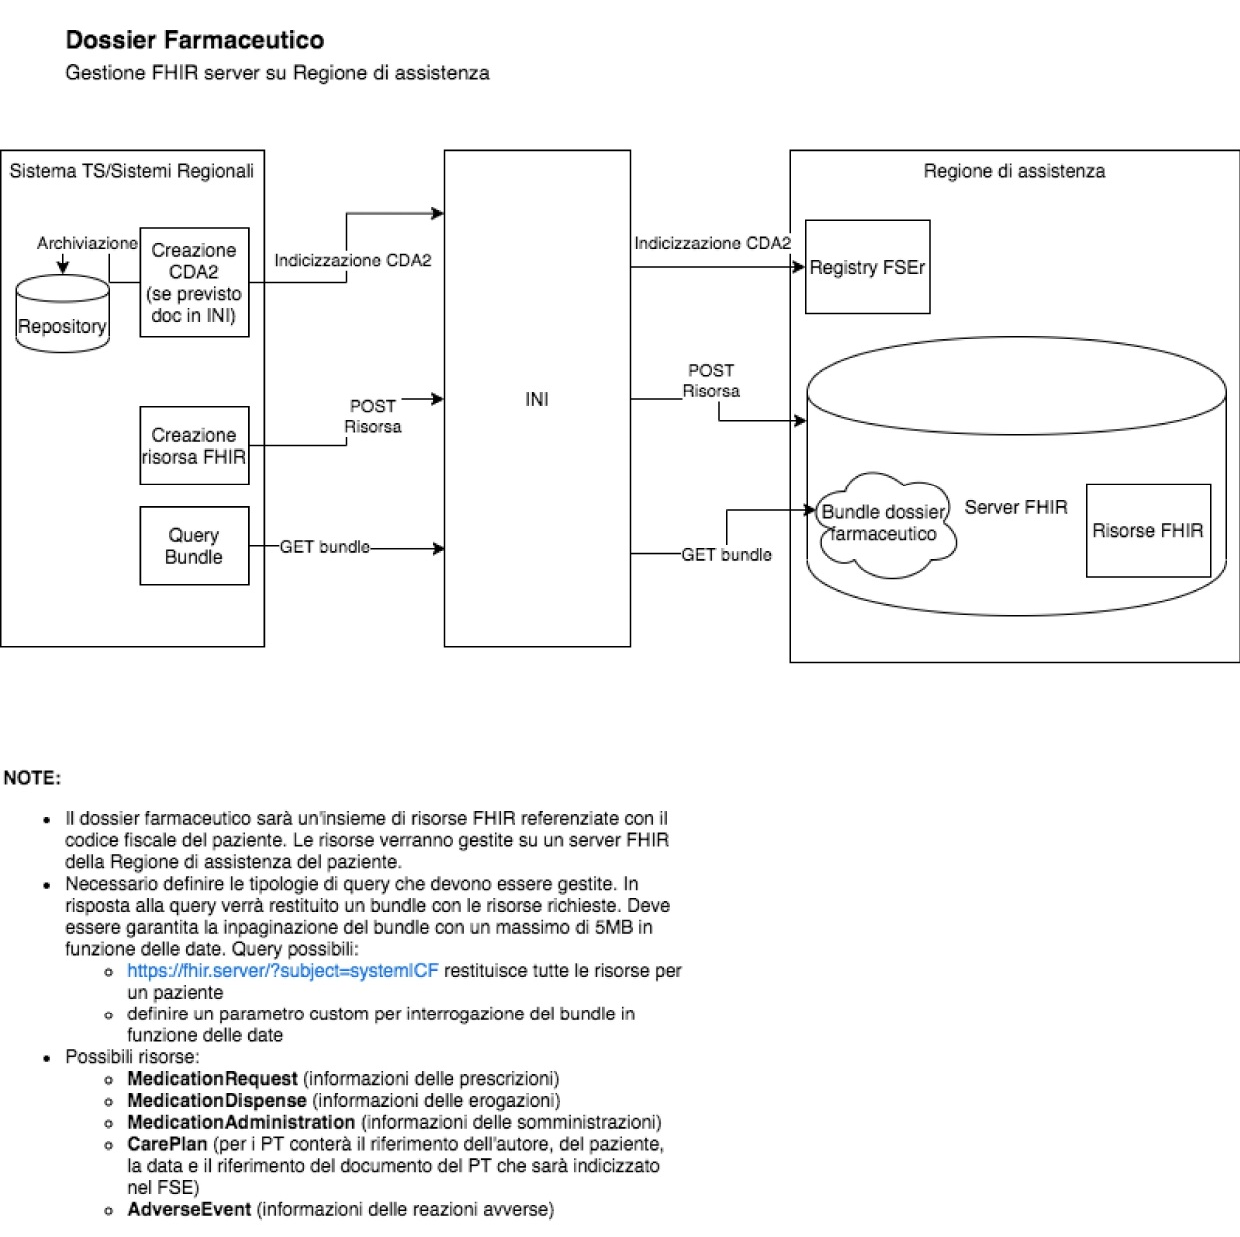 Dossier Farmaceutico
Gestione FHIR server su Regione di assistenza
Sistema TS/Sistemi Regionali
Archiviazione
Repository
Creazione
CDA2
(se previsto
doc in INI)
Indicizzazione CDA2
Creazione
risorsa FHIR
POST
Risorsa
Query
Bundle
GET bundle
INI
Indicizzazione CDA2
POST
Risorsa
GET bundle
Regione di assistenza
Registry FSEr
Bundle dossier
farmaceutico
Server FHIR
Risorse FHIR
NOTE:
• Il dossier farmaceutico sarà un'insieme di risorse FHIR referenziate con il
codice fiscale del paziente. Le risorse verranno gestite su un server FHIR
della Regione di assistenza del paziente.
• Necessario definire le tipologie di query che devono essere gestite. In
risposta alla query verrà restituito un bundle con le risorse richieste. Deve
essere garantita la inpaginazione del bundle con un massimo di 5MB in
funzione delle date. Query possibili:
◦ https://fhir.server/?subject=system|CF restituisce tutte le risorse per
un paziente
◦ definire un parametro custom per interrogazione del bundle in
funzione delle date
• Possibili risorse:
◦ MedicationRequest (informazioni delle prescrizioni)
◦ MedicationDispense (informazioni delle erogazioni)
◦ MedicationAdministration (informazioni delle somministrazioni)
◦ CarePlan (per i PT conterà il riferimento dell'autore, del paziente,
la data e il riferimento del documento del PT che sarà indicizzato
nel FSE)
◦ AdverseEvent (informazioni delle reazioni avverse)